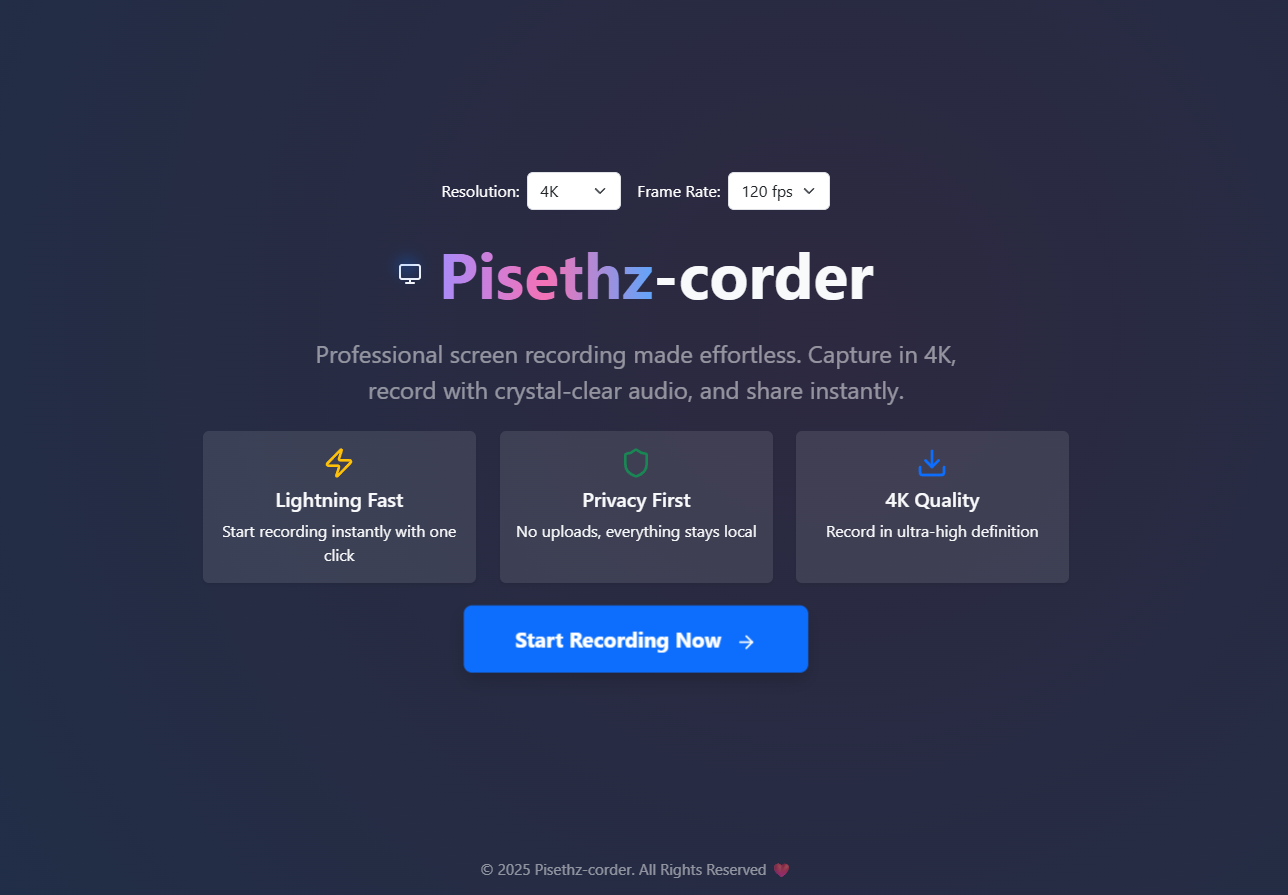 Resolution: 4K Frame Rate: 120 fps
Pisethz-corder
Professional screen recording made effortless. Capture in 4K,
record with crystal-clear audio, and share instantly.
Lightning Fast
Start recording instantly with one
click
Privacy First
No uploads, everything stays local
4K Quality
Record in ultra-high definition
Start Recording Now
© 2025 Pisethz-corder. All Rights Reserved